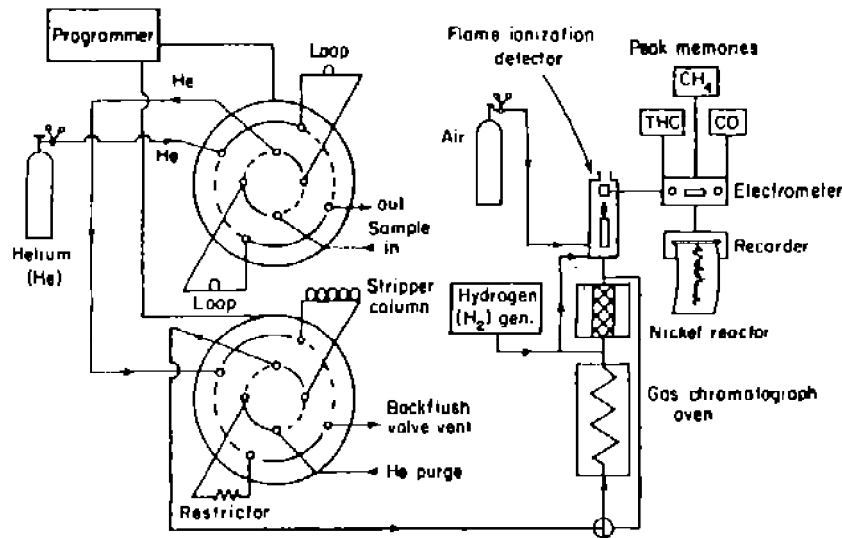 Programmer
Loop
He
He
Helium
(He)
out
Sample
in
Loop
Stripper
column
Backflush
valve vent
He purge
Restrictor
Flame ionization
detector
Peak memories
CH4
THC
CO
Air
Electrometer
Recorder
Hydrogen
(H2) gen.
Nickel reactor
Gas chromatograph
oven